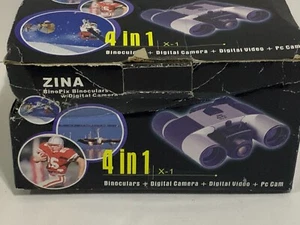 4 in 1 X-1
Binoculars + Digital Camera + Digital Video + Pc Cam
ZINA
BinoPix Binoculars
w/Digital Camera
4 in 1 X-1
Binoculars + Digital Camera + Digital Video + Pc Cam